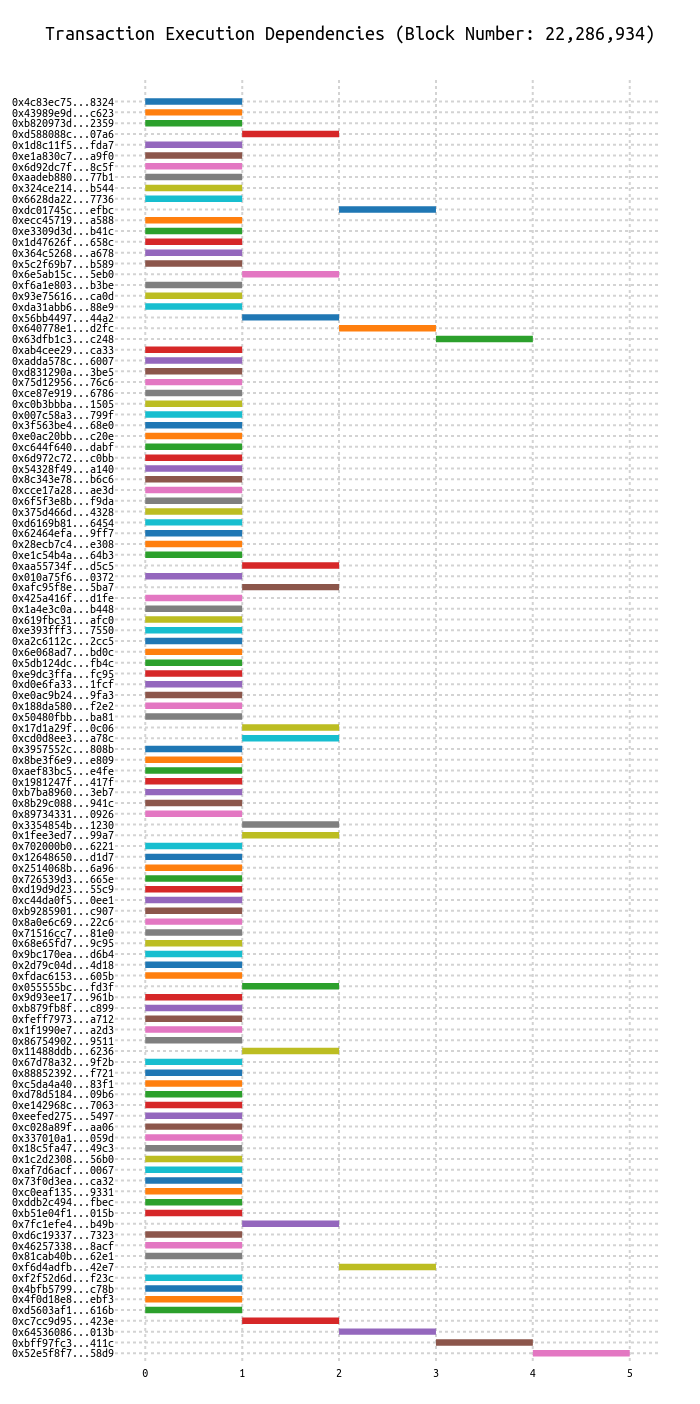 Transaction Execution Dependencies (Block Number: 22,286,934)
0x4c83ec75...8324
0x43989e9d...c623
0xb820973d...2359
0xd588088c...07a6
0x1d8c11f5...fda7
0xe1a830c7...a9f0
0x6d92dc7f...8c5f
0xaadeb880...77b1
0x324ce214...b544
0x6628da22...7736
0xdc01745c...efbc
0xecc45719...a588
0xe3309d3d...b41c
0x1d47626f...658c
0x364c5268...a678
0x5c2f69b7...b589
0x6e5ab15c...5eb0
0xf6a1e803...b3be
0x93e75616...ca0d
0xda31abb6...88e9
0x56bb4497...44a2
0x640778e1...d2fc
0x63dfb1c3...c248
0xab4cee29...ca33
0xadda578c...6007
0xd831290a...3be5
0x75d12956...76c6
0xce87e919...6786
0xc0b3bbba...1505
0x007c58a3...799f
0x3f563be4...68e0
0xe0ac20bb...c20e
0xc644f640...dabf
0x6d972c72...c0bb
0x54328f49...a140
0x8c343e78...b6c6
0xcce17a28...ae3d
0x6f5f3e8b...f9da
0x375d466d...4328
0xd6169b81...6454
0x62464efa...9ff7
0x28ecb7c4...e308
0xe1c54b4a...64b3
0xaa55734f...d5c5
0x010a75f6...0372
0xafc95f8e...5ba7
0x425a416f...d1fe
0x1a4e3c0a...b448
0x619fbc31...afc0
0xe393fff3...7550
0xa2c6112c...2cc5
0x6e068ad7...bd0c
0x5db124dc...fb4c
0xe9dc3ffa...fc95
0xd0e6fa33...1fcf
0xe0ac9b24...9fa3
0x188da580...f2e2
0x50480fbb...ba81
0x17d1a29f...0c06
0xcd0d8ee3...a78c
0x3957552c...808b
0x8be3f6e9...e809
0xaef83bc5...e4fe
0x1981247f...417f
0xb7ba8960...3eb7
0x8b29c088...941c
0x89734331...0926
0x3354854b...1230
0x1fee3ed7...99a7
0x702000b0...6221
0x12648650...d1d7
0x2514068b...6a96
0x726539d3...665e
0xd19d9d23...55c9
0xc44da0f5...0ee1
0xb9285901...c907
0x8a0e6c69...22c6
0x71516cc7...81e0
0x68e65fd7...9c95
0x9bc170ea...d6b4
0x2d79c04d...4d18
0xfdac6153...605b
0x055555bc...fd3f
0x9d93ee17...961b
0xb879fb8f...c899
0xfeff7973...a712
0x1f1990e7...a2d3
0x86754902...9511
0x11488ddb...6236
0x67d78a32...9f2b
0x88852392...f721
0xc5da4a40...83f1
0xd78d5184...09b6
0xe142968c...7063
0xeefed275...5497
0xc028a89f...aa06
0x337010a1...059d
0x18c5fa47...49c3
0x1c2d2308...56b0
0xaf7d6acf...0067
0x73f0d3ea...ca32
0xc0eaf135...9331
0xddb2c494...fbec
0xb51e04f1...015b
0x7fc1efe4...b49b
0xd6c19337...7323
0x46257338...8acf
0x81cab40b...62e1
0xf6d4adfb...42e7
0xf2f52d6d...f23c
0x4bfb5799...c78b
0x4f0d18e8...ebf3
0xd5603af1...616b
0xc7cc9d95...423e
0x64536086...013b
0xbff97fc3...411c
0x52e5f8f7...58d9
0 1 2 3 4 5